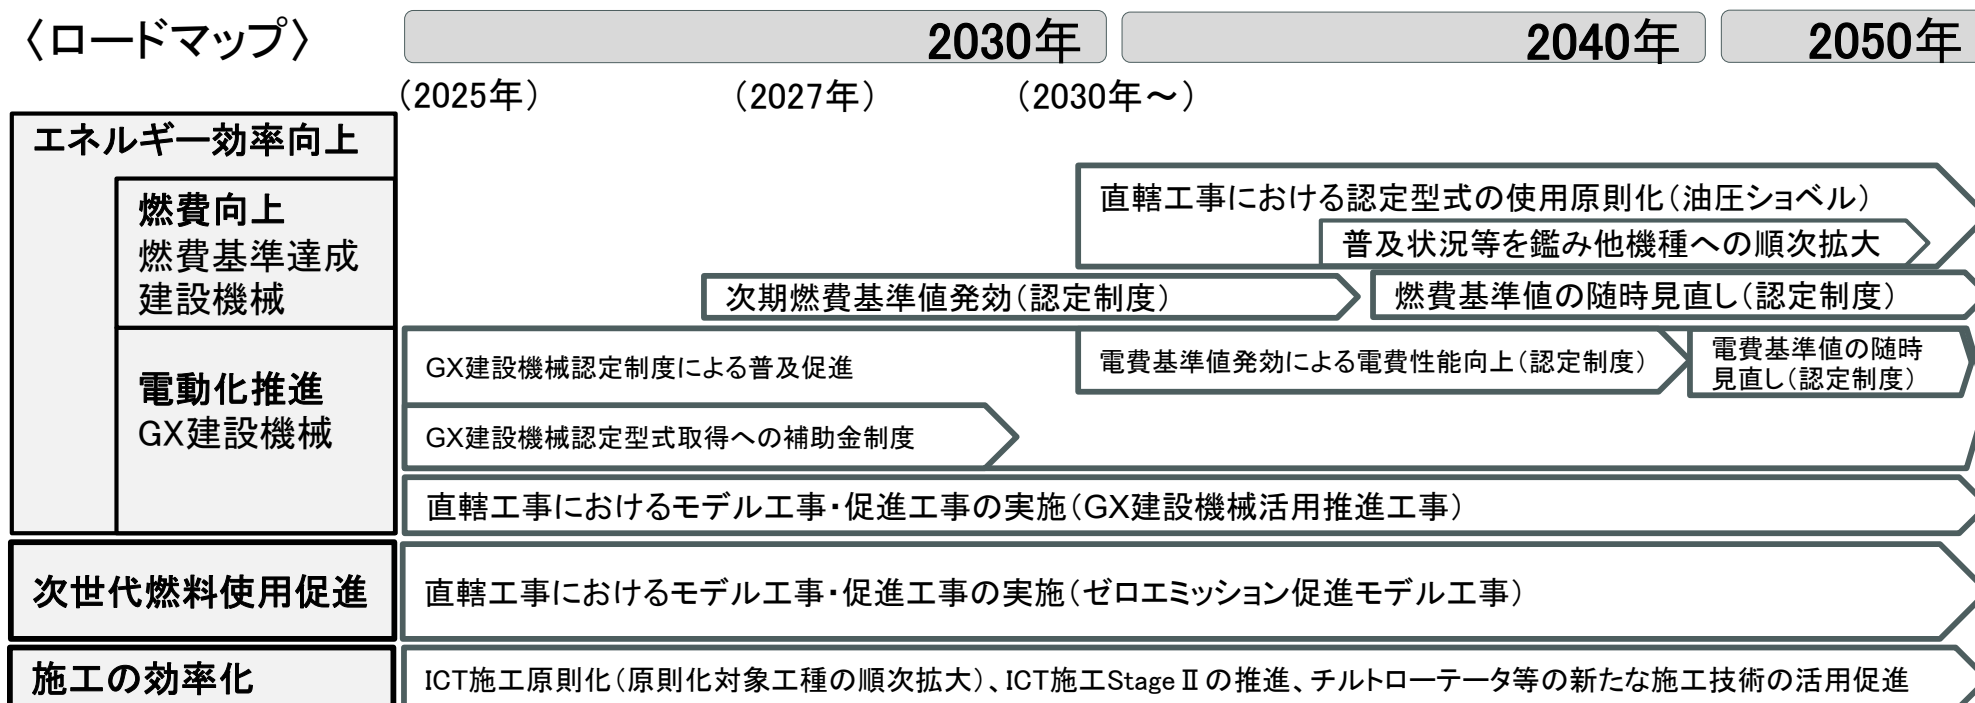 〈ロードマップ〉
2030年
2040年
2050年
（2025年）
（2027年）
（2030年～）
エネルギー効率向上
燃費向上
燃費基準達成
建設機械
直轄工事における認定型式の使用原則化（油圧ショベル）
普及状況等を鑑み他機種への順次拡大
次期燃費基準値発効（認定制度）
燃費基準値の随時見直し（認定制度）
電動化推進
GX建設機械
GX建設機械認定制度による普及促進
電費基準値発効による電費性能向上（認定制度）
電費基準値の随時
見直し（認定制度）
GX建設機械認定型式取得への補助金制度
直轄工事におけるモデル工事・促進工事の実施（GX建設機械活用推進工事）
次世代燃料使用促進
直轄工事におけるモデル工事・促進工事の実施（ゼロエミッション促進モデル工事）
施工の効率化
ICT施工原則化（原則化対象工種の順次拡大）、ICT施工StageⅡの推進、チルトローテータ等の新たな施工技術の活用促進